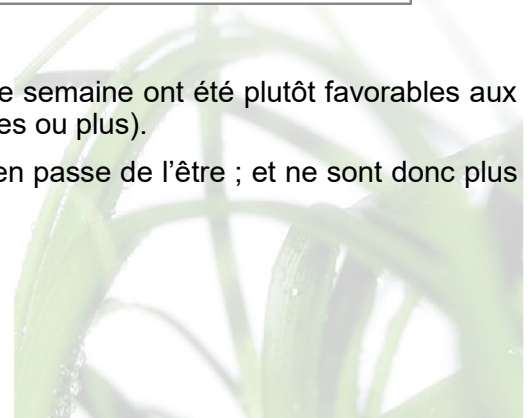 e semaine ont été plutôt favorables aux
es ou plus).
en passe de l’être ; et ne sont donc plus